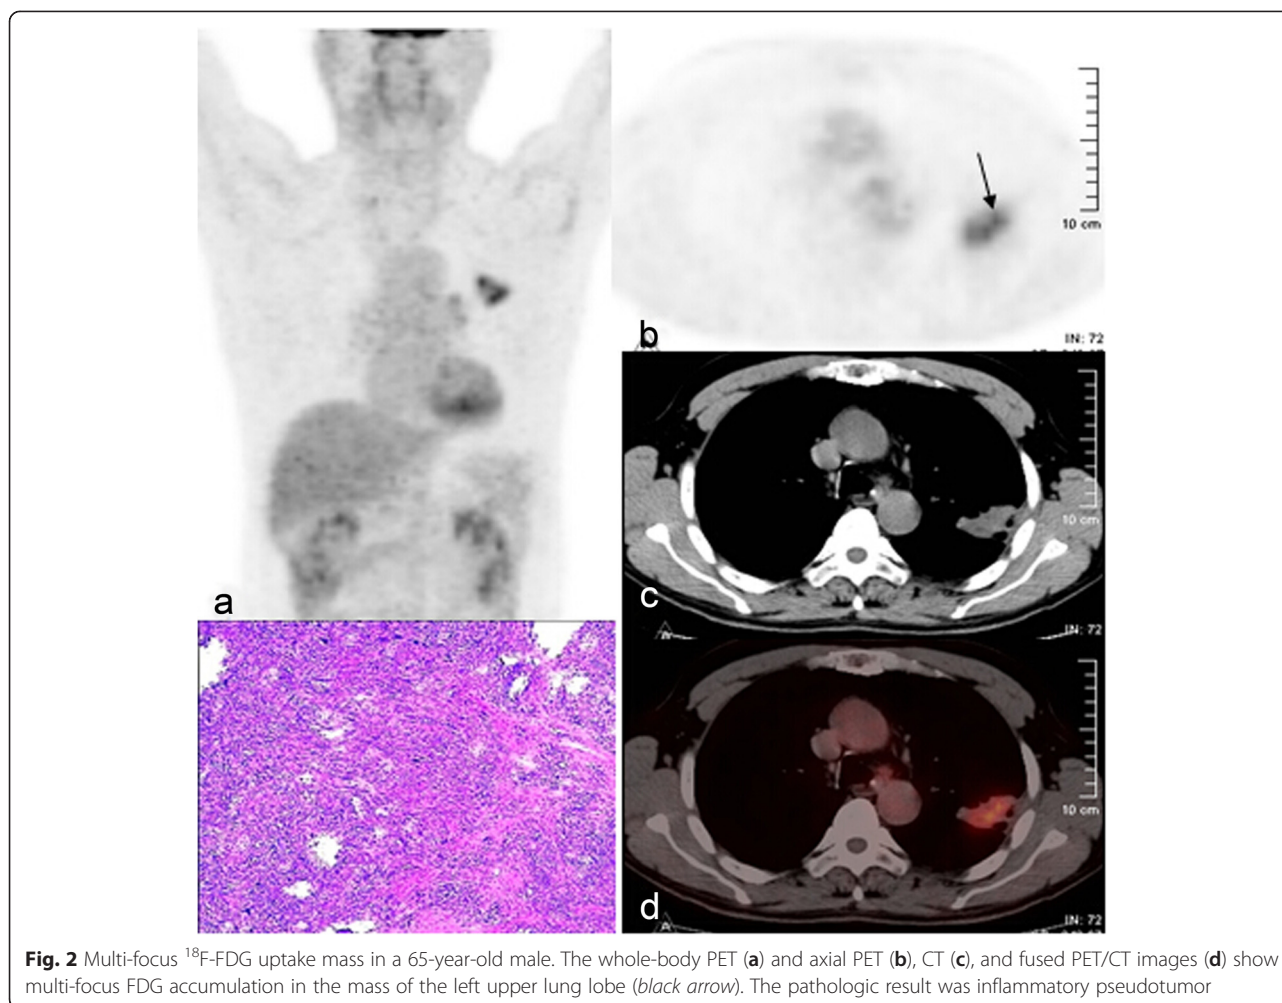 10 cm
b
IN: 72
a
c
10 cm
IN: 72
10 cm
d
IN: 72
Fig. 2 Multi-focus ¹⁸F-FDG uptake mass in a 65-year-old male. The whole-body PET (a) and axial PET (b), CT (c), and fused PET/CT images (d) show
multi-focus FDG accumulation in the mass of the left upper lung lobe (black arrow). The pathologic result was inflammatory pseudotumor